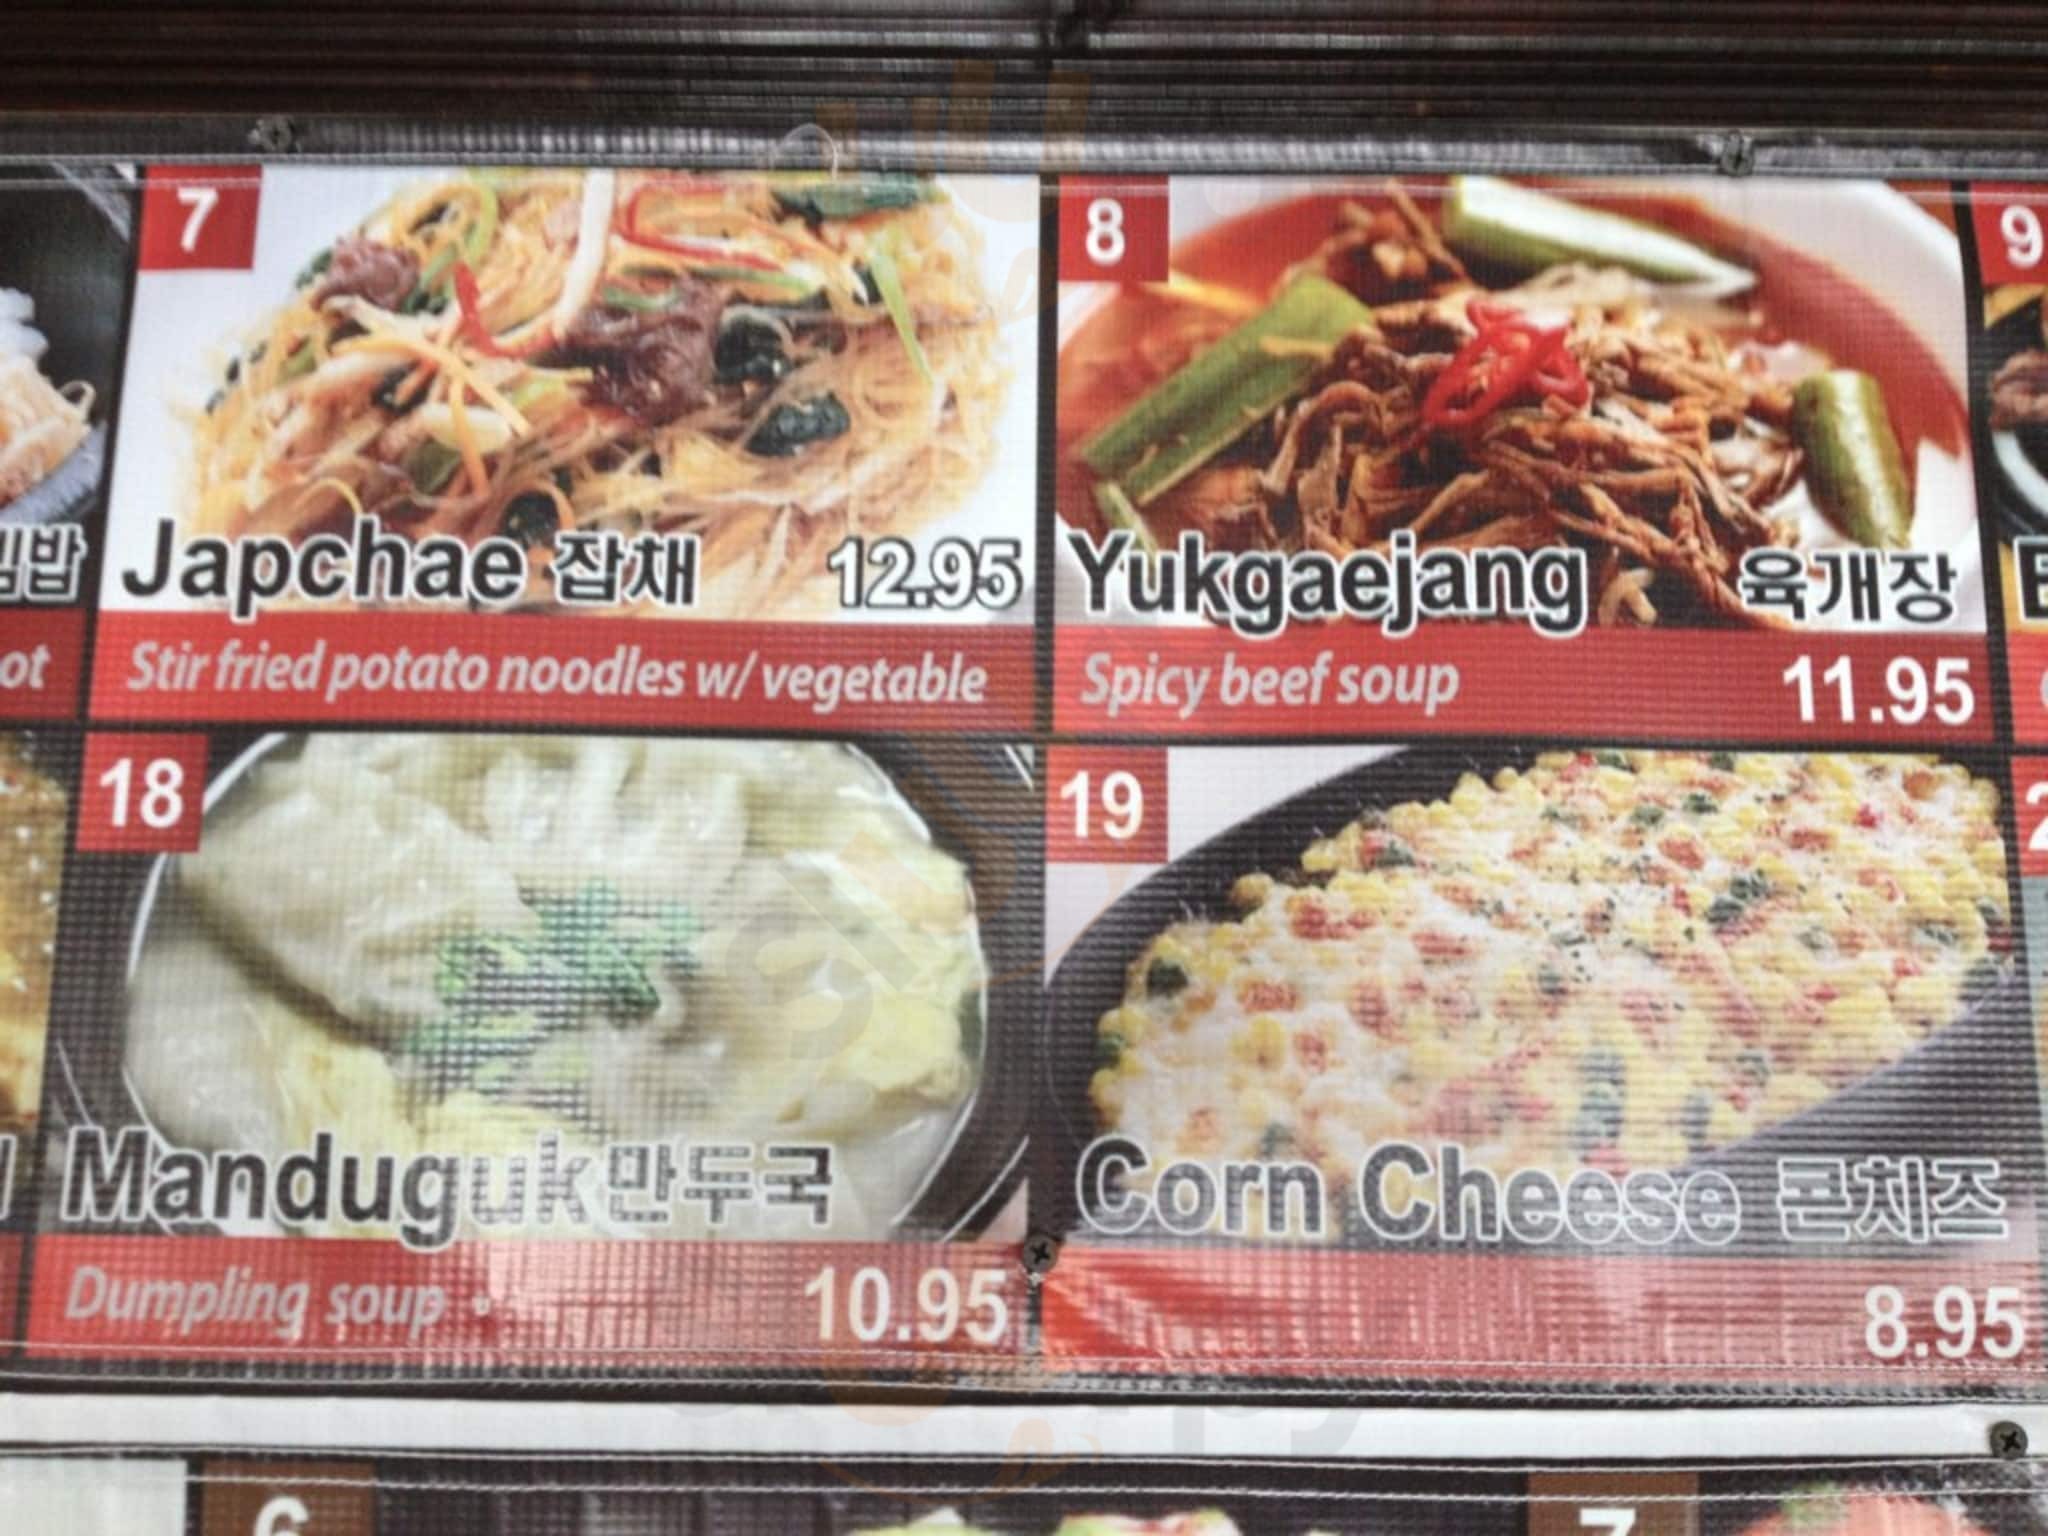 7
Japchae 잡채 12.95
Stir fried potato noodles w/ vegetable
8
Yukgaejang 육개장
Spicy beef soup 11.95
9
18
Manduguk 만두국
Dumpling soup 10.95
19
Corn Cheese 콘치즈
8.95
6
7